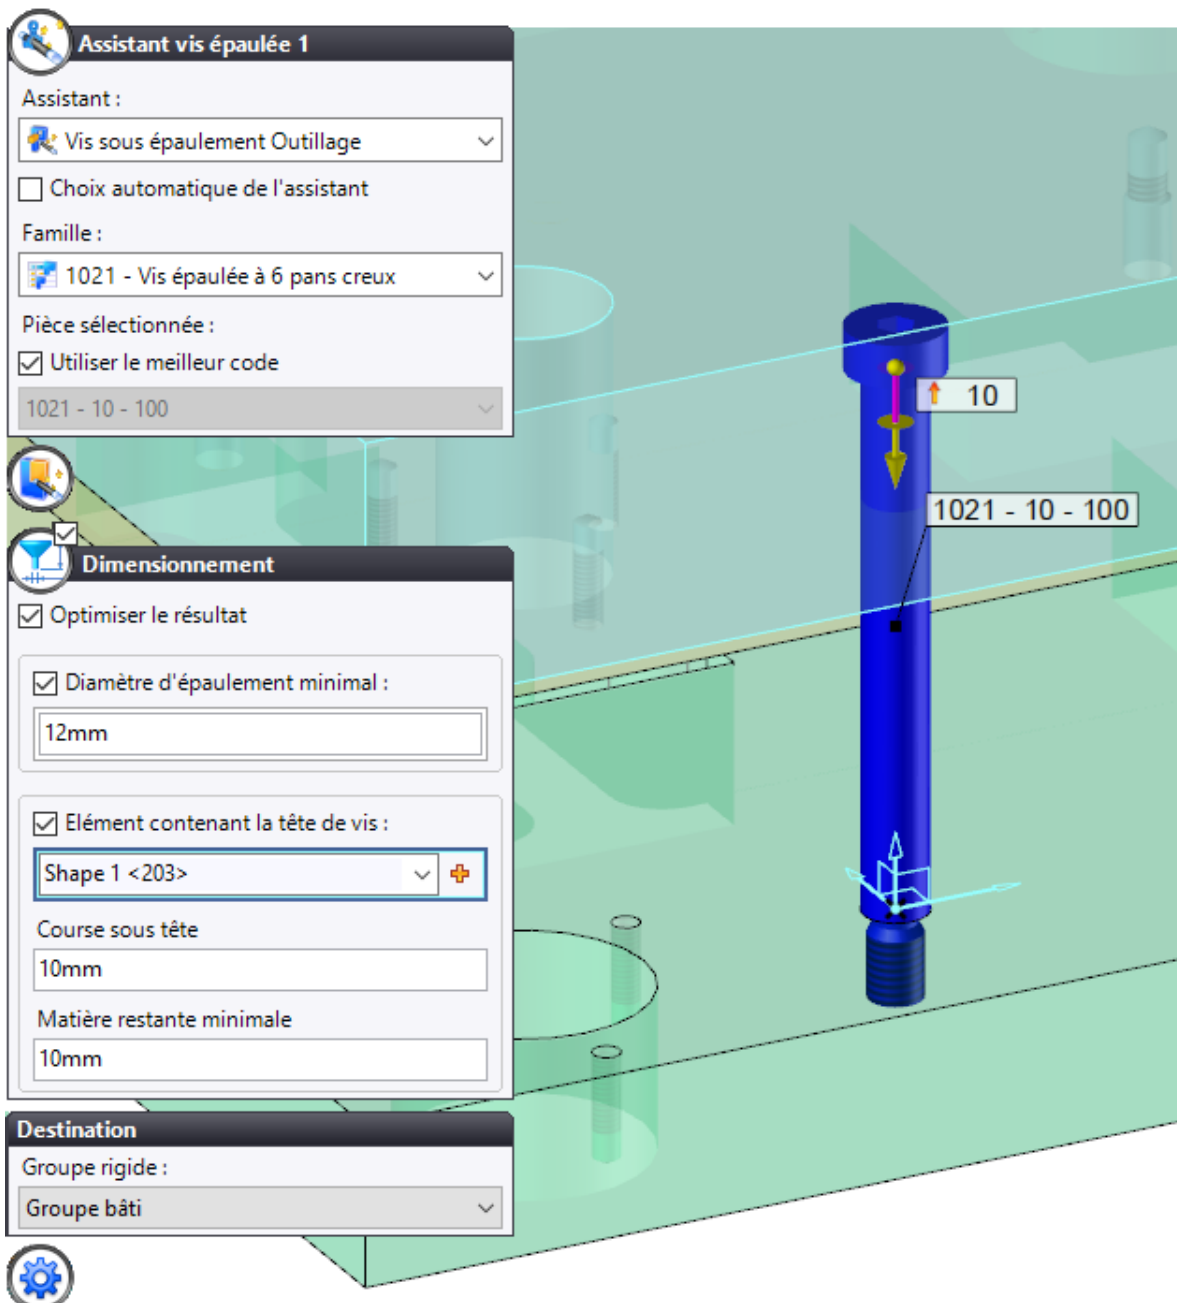 Assistant vis épaulée 1
Assistant :
Vis sous épaulement Outillage
Choix automatique de l'assistant
Famille :
1021 - Vis épaulée à 6 pans creux
Pièce sélectionnée :
Utiliser le meilleur code
1021 - 10 - 100
Dimensionnement
Optimiser le résultat
Diamètre d'épaulement minimal :
12mm
Elément contenant la tête de vis :
Shape 1 <203>
Course sous tête
10mm
Matière restante minimale
10mm
Destination
Groupe rigide :
Groupe bâti
10
1021 - 10 - 100